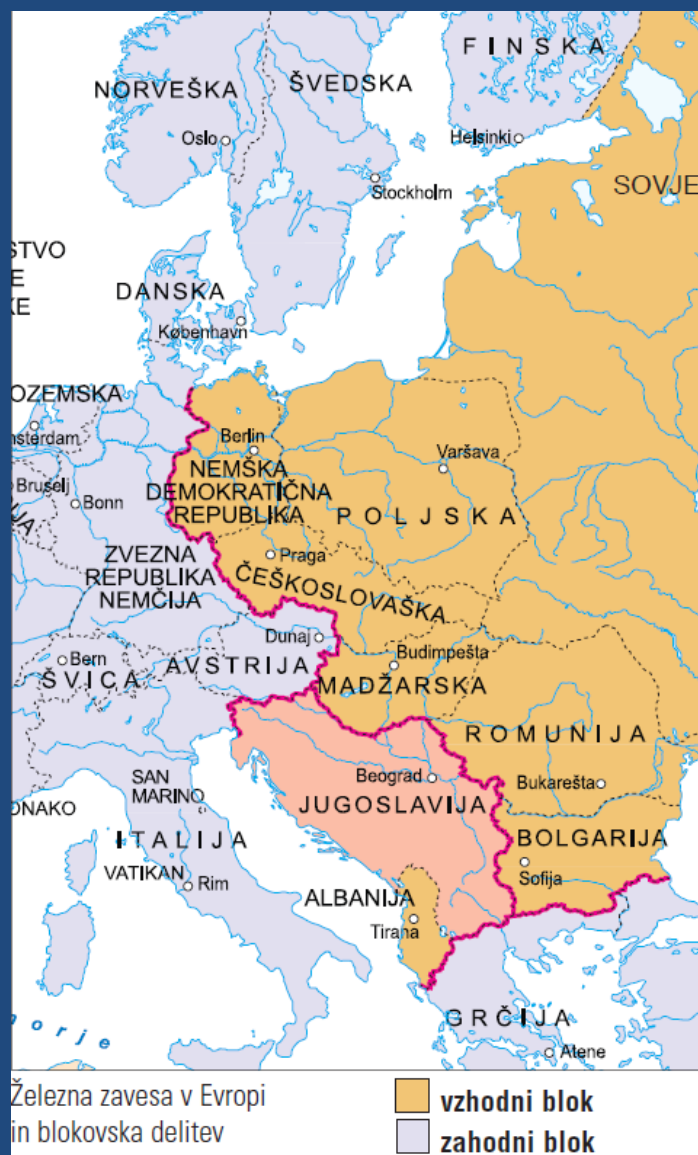 FINSKA
NORVEŠKA
ŠVEDSKA
Oslo
Helsinki
Stockholm
SOVJE
STVO
E
KE
DANSKA
København
OZEMSKA
msterdam
Berlin
Varšava
Bruselj
Bonn
NEMŠKA
DEMOKRATIČNA
REPUBLIKA
POLJSKA
IJA
ZVEZNA
REPUBLIKA
NEMČIJA
Praga
ČEŠKOSLOVAŠKA
Dunaj
Budimpešta
Bern
ŠVICA
AVSTRIJA
MADŽARSKA
ROMUNIJA
SAN
MARINO
Beograd
Bukarešta
ONAKO
JUGOSLAVIJA
ITALIJA
BOLGARIJA
VATIKAN
Rim
Sofija
ALBANIJA
Tirana
GRČIJA
orje
Atene
Železna zavesa v Evropi
in blokovska delitev
vzhodni blok
zahodni blok